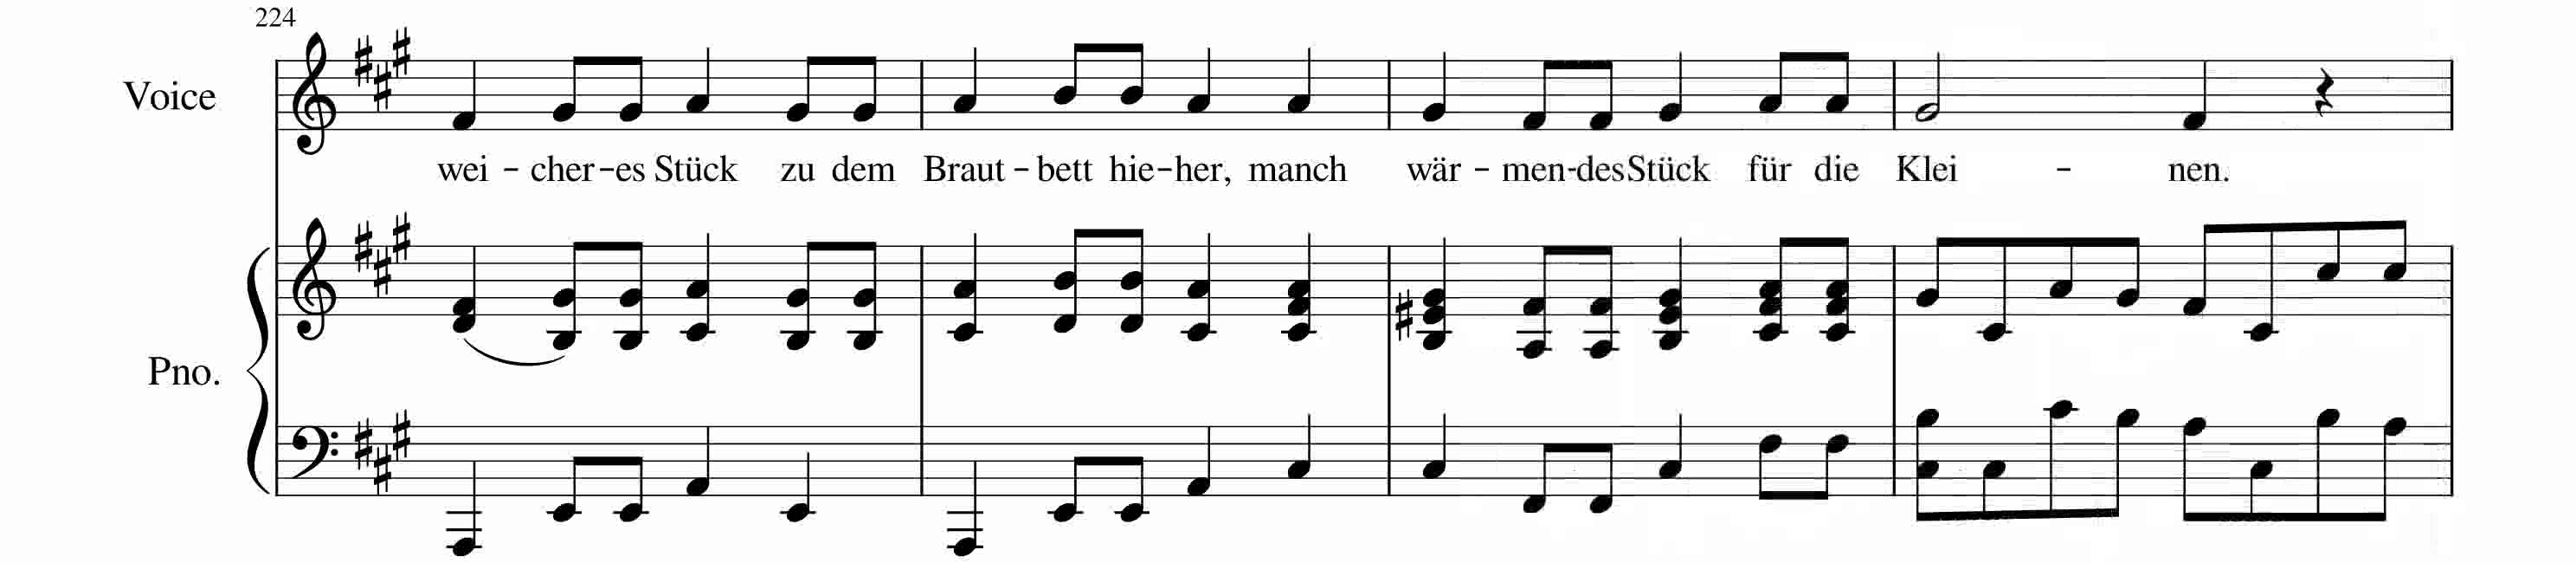 224
Voice
wei - cher-es Stück zu dem Braut - bett hie-her, manch wär - men-des Stück für die Klei - nen.
Pno.